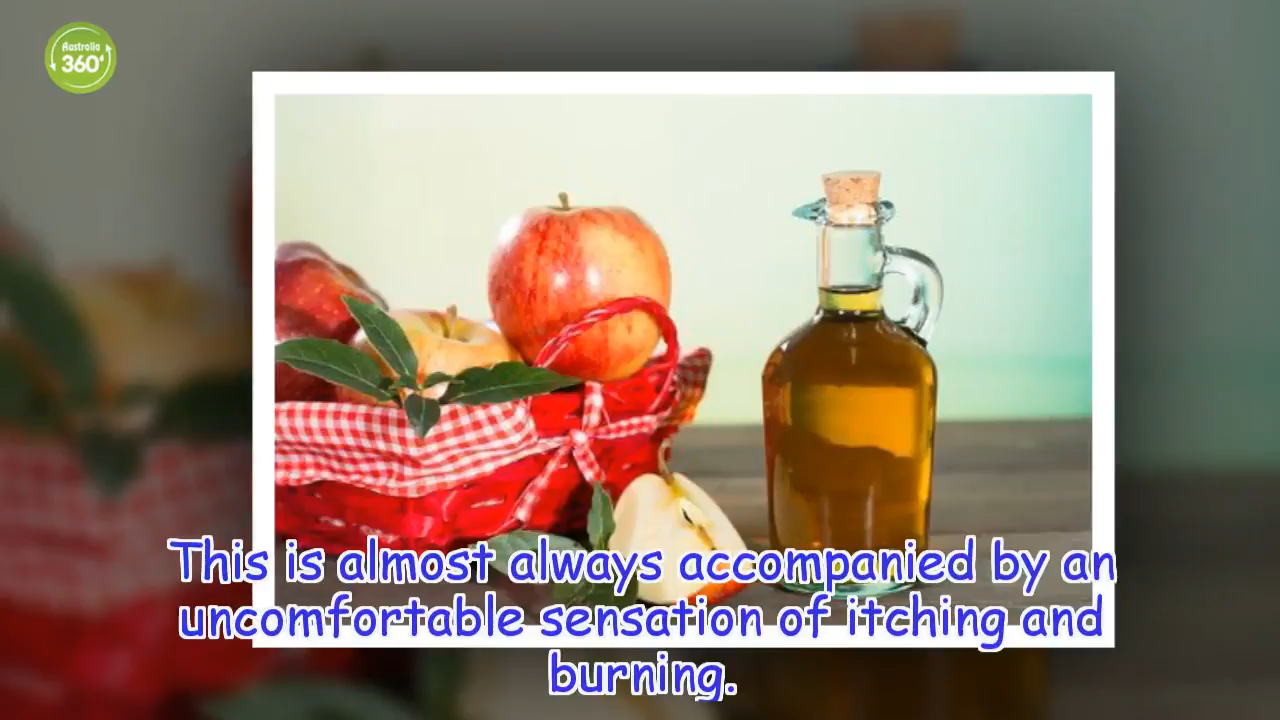 Australia
360°
This is almost always accompanied by an
uncomfortable sensation of itching and
burning.